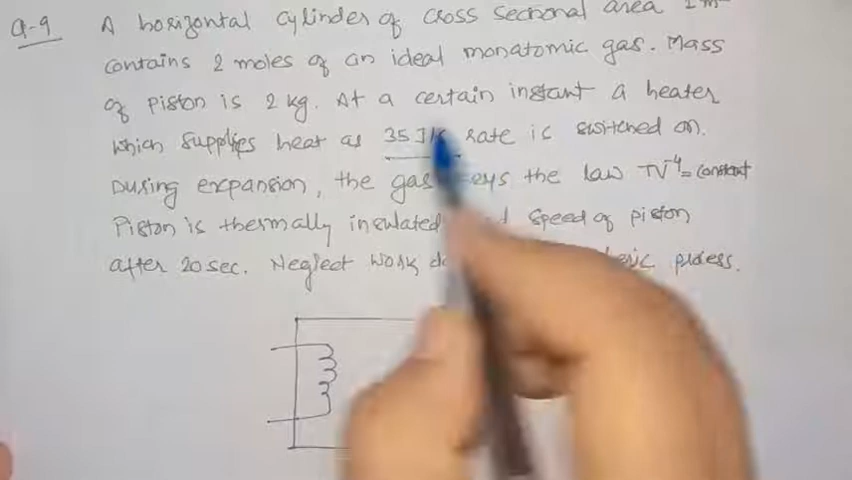 Q-9 A horizontal cylinder of cross sectional area
contains 2 moles of an ideal monatomic gas. Mass
of piston is 2 kg. At a certain instant a heater
which supplies heat as 35 J/s rate is switched on.
During expansion, the gas the law TV⁻⁴ = constant
Piston is thermally insulated speed of piston
after 20 sec. Neglect work process.